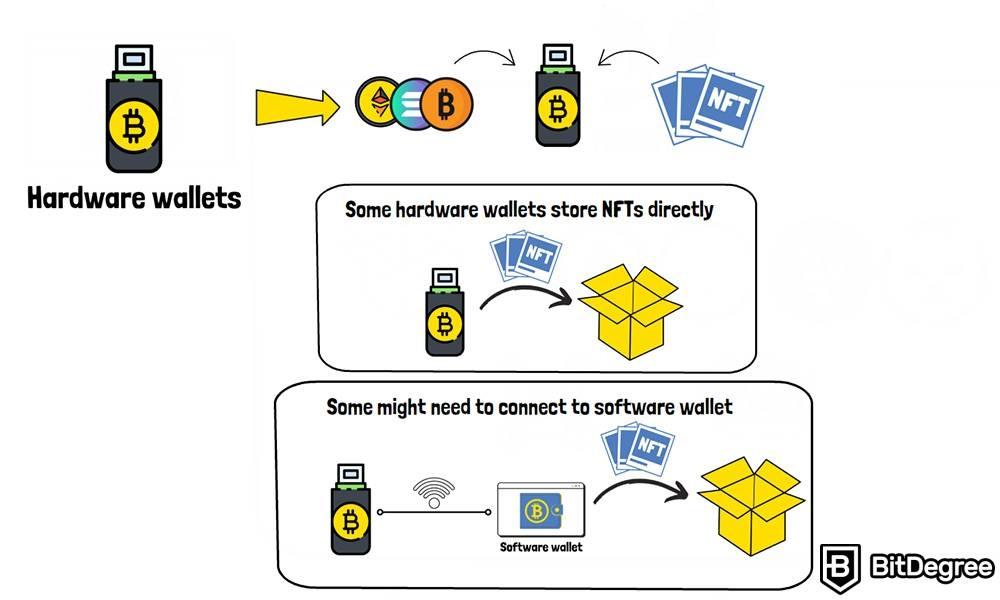 NFT
Hardware wallets
Some hardware wallets store NFTs directly
NFT
Some might need to connect to software wallet
NFT
Software wallet
BitDegree